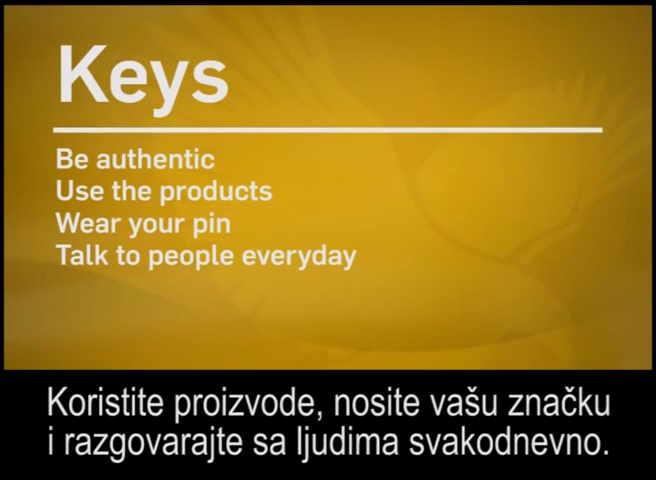 Keys
Be authentic
Use the products
Wear your pin
Talk to people everyday
Koristite proizvode, nosite vašu značku
i razgovarajte sa ljudima svakodnevno.